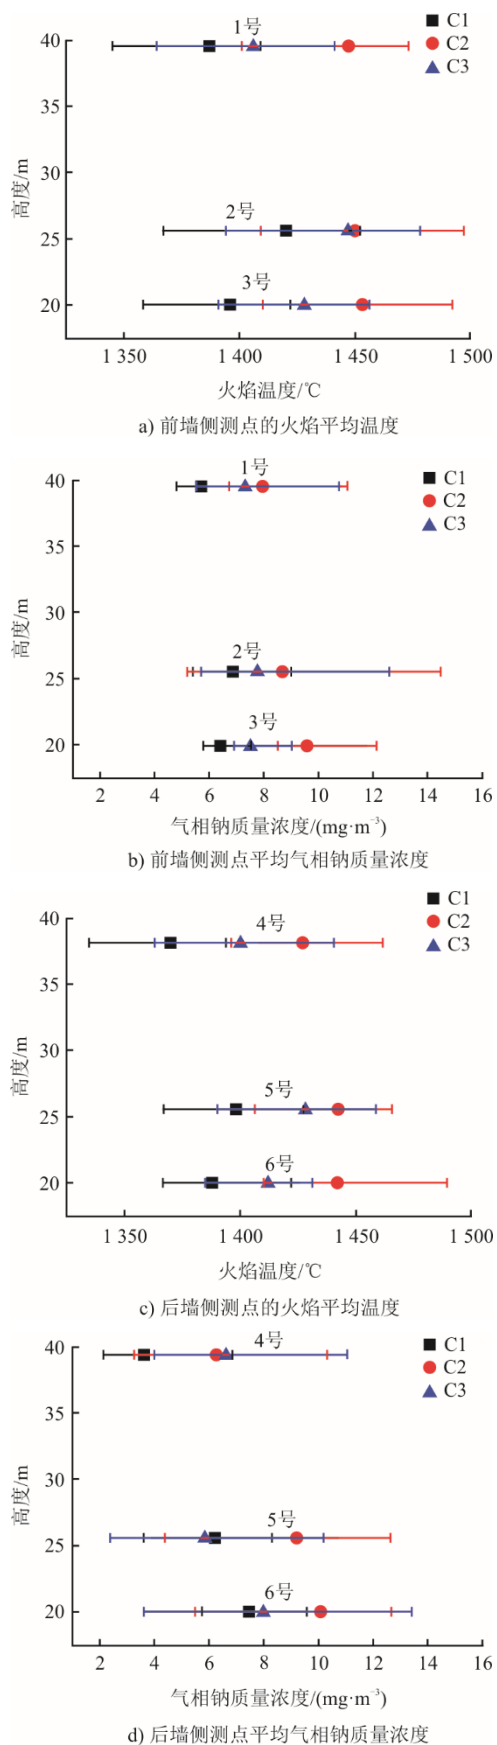 1号
C1
C2
C3
40
35
30
2号
25
3号
20
高度/m
1 350
1 400
1 450
1 500
火焰温度/℃
a) 前墙侧测点的火焰平均温度
1号
C1
C2
C3
40
35
30
2号
25
3号
20
高度/m
2
4
6
8
10
12
14
16
气相钠质量浓度/(mg·m⁻³)
b) 前墙侧测点平均气相钠质量浓度
C1
4号
C2
C3
40
35
30
5号
25
6号
20
高度/m
1 350
1 400
1 450
1 500
火焰温度/℃
c) 后墙侧测点的火焰平均温度
4号
C1
C2
C3
40
35
30
5号
25
6号
20
高度/m
2
4
6
8
10
12
14
16
气相钠质量浓度/(mg·m⁻³)
d) 后墙侧测点平均气相钠质量浓度